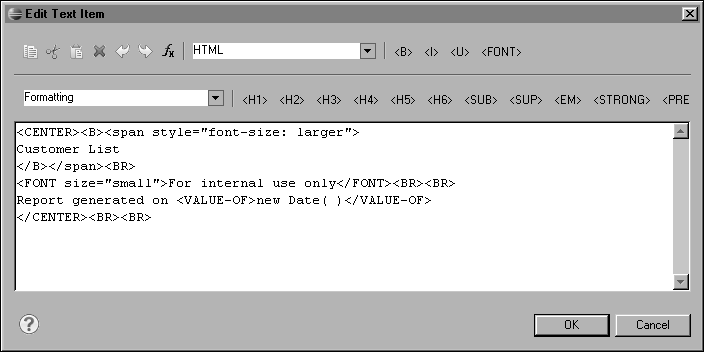 Edit Text Item
fx HTML <B> <I> <U> <FONT>
Formatting <H1> <H2> <H3> <H4> <H5> <H6> <SUB> <SUP> <EM> <STRONG> <PRE
<CENTER><B><span style="font-size: larger">
Customer List
</B></span><BR>
<FONT size="small">For internal use only</FONT><BR><BR>
Report generated on <VALUE-OF>new Date( )</VALUE-OF>
</CENTER><BR><BR>
? OK Cancel